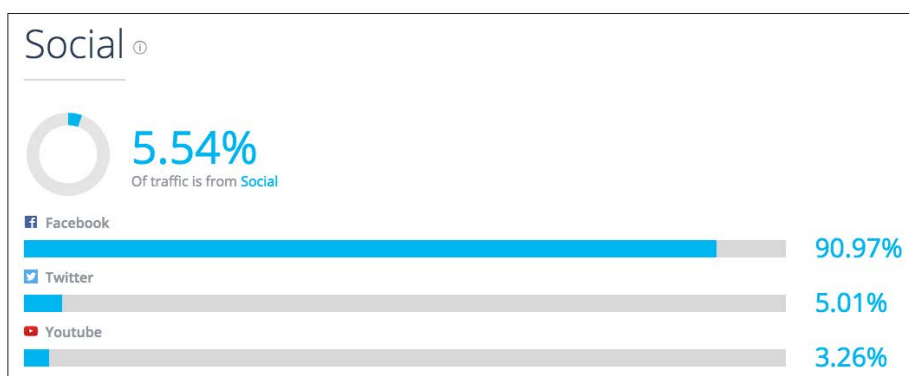 Social
5.54%
Of traffic is from Social
Facebook
90.97%
Twitter
5.01%
Youtube
3.26%